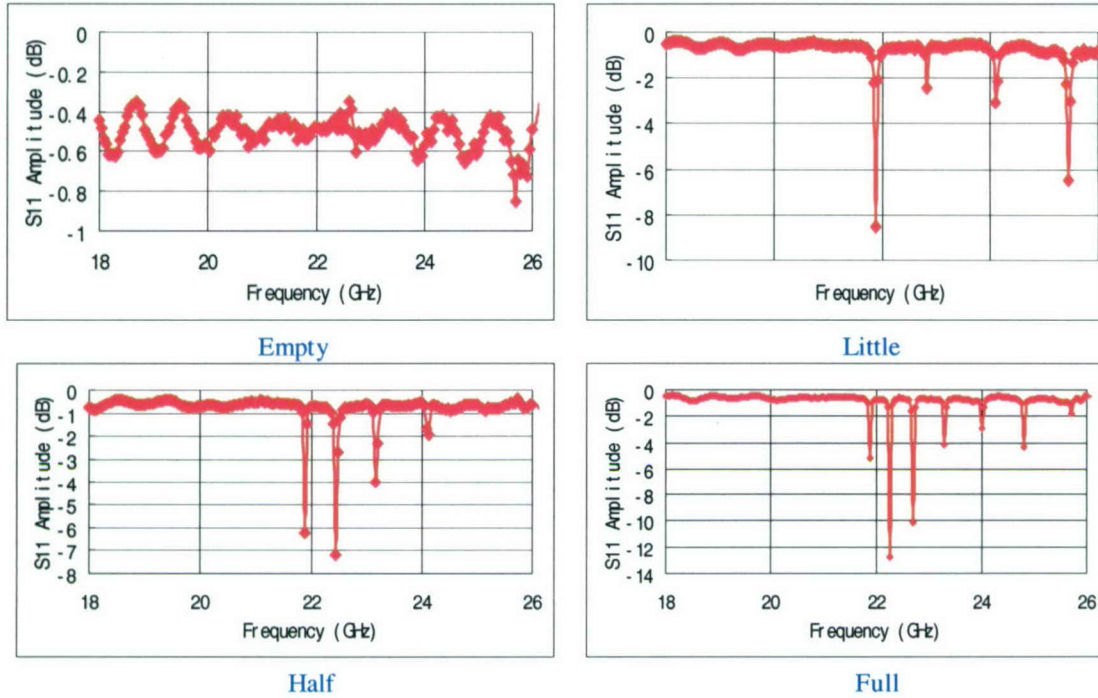 0
-0.2
-0.4
-0.6
-0.8
-1
S11 Amplitude (dB)
18 20 22 24 26
Frequency (GHz)
Empty
0
-2
-4
-6
-8
-10
S11 Amplitude (dB)
Frequency (GHz)
Little
0
-1
-2
-3
-4
-5
-6
-7
-8
S11 Amplitude (dB)
18 20 22 24 26
Frequency (GHz)
Half
0
-2
-4
-6
-8
-10
-12
-14
S11 Amplitude (dB)
18 20 22 24 26
Frequency (GHz)
Full